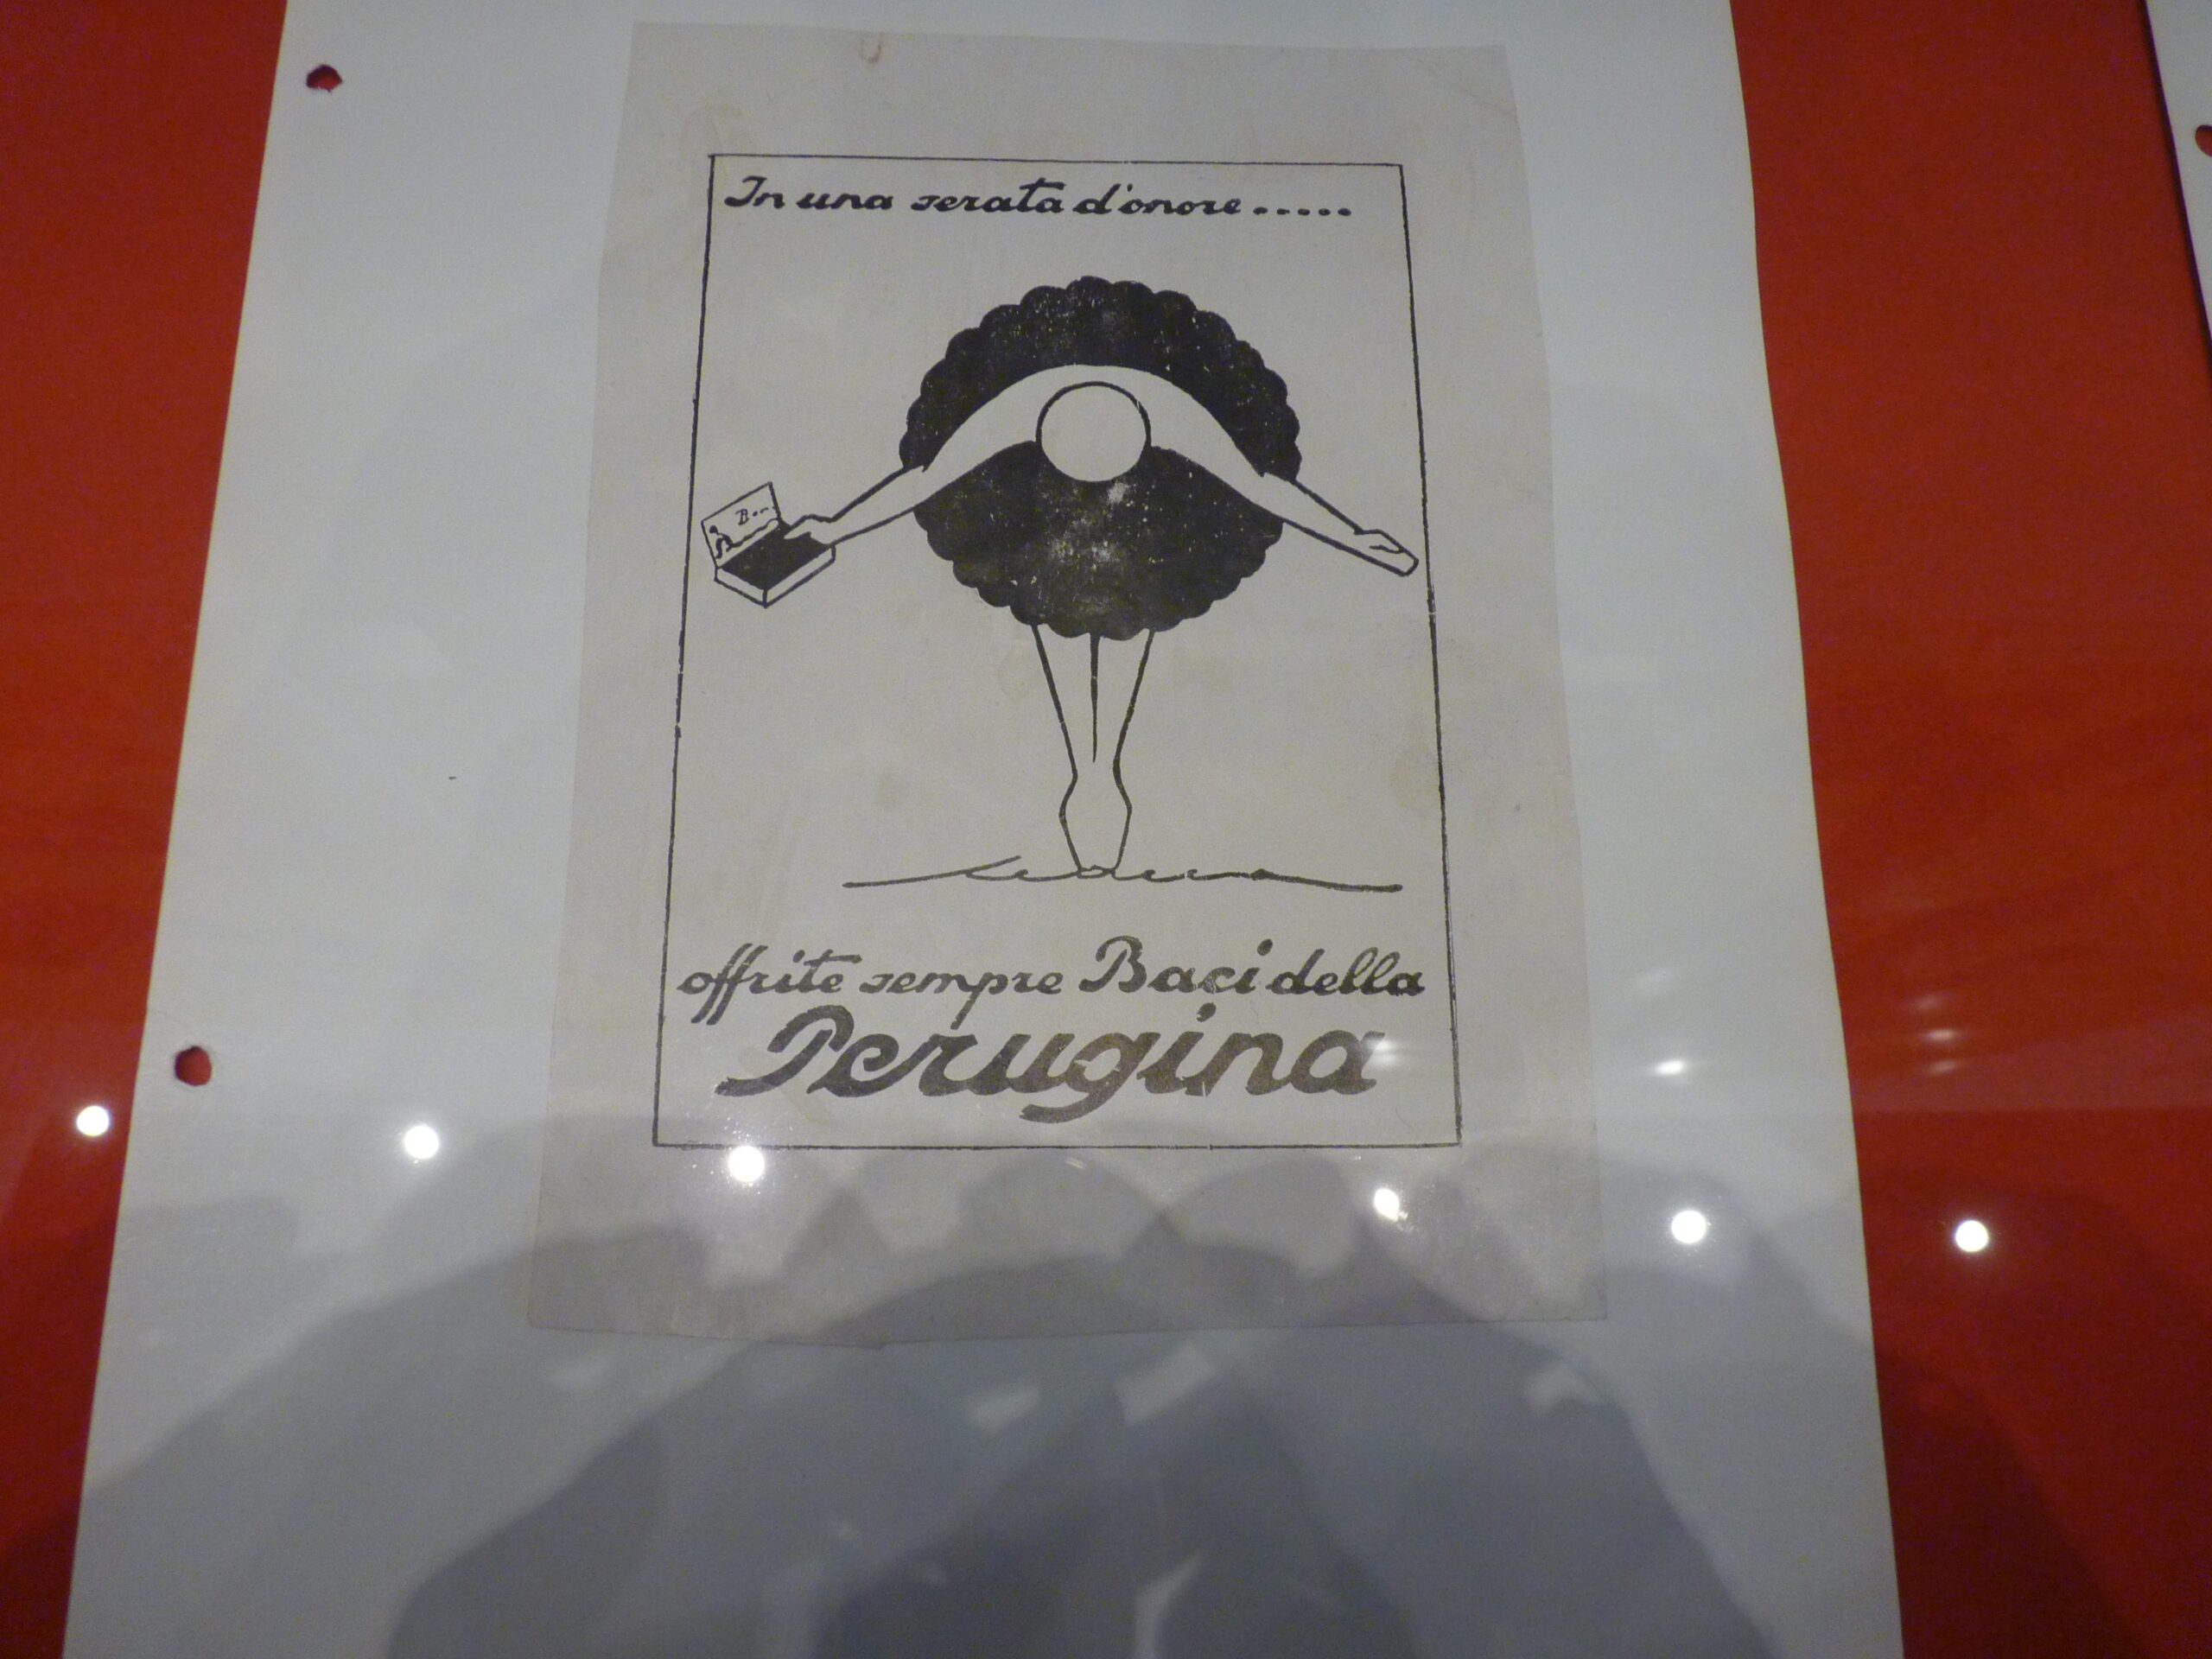 In una serata d'onore.....
B...
offrite sempre Baci della
Perugina